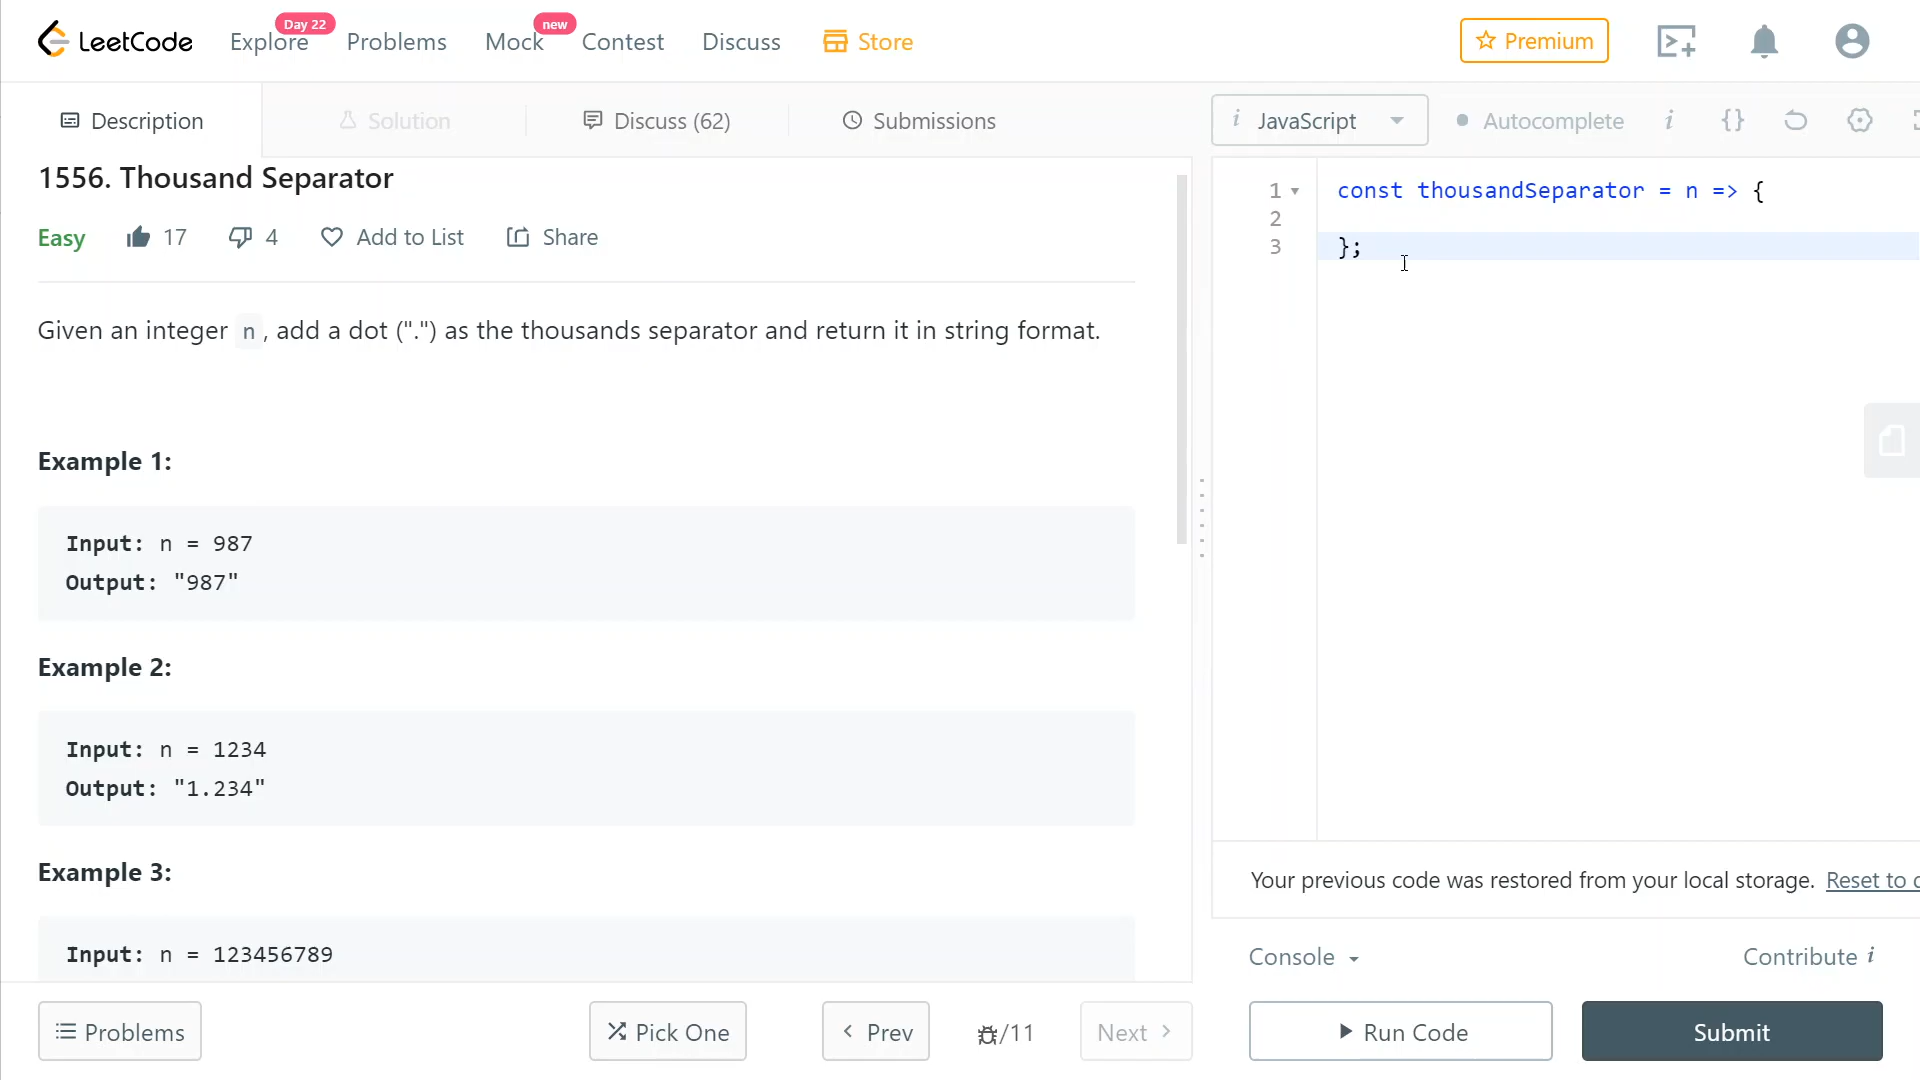 LeetCode
Explore Day 22
Problems
Mock new
Contest
Discuss
Store
Premium
Description
Solution
Discuss (62)
Submissions
i JavaScript
Autocomplete
i {}
1556. Thousand Separator
Easy 17 4 Add to List Share
Given an integer n, add a dot (".") as the thousands separator and return it in string format.
Example 1:
Input: n = 987
Output: "987"
Example 2:
Input: n = 1234
Output: "1.234"
Example 3:
Input: n = 123456789
1 const thousandSeparator = n => {
2
3 };
Your previous code was restored from your local storage. Reset to
Console
Contribute i
Problems
Pick One
< Prev
/11
Next >
Run Code
Submit